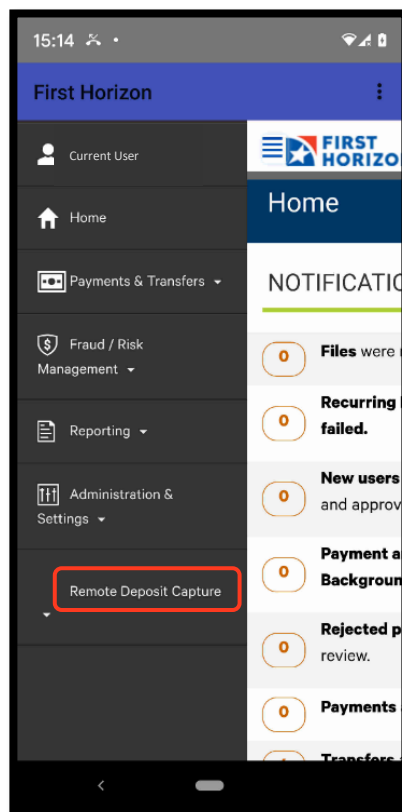 15:14
First Horizon
Current User
Home
Payments & Transfers
Fraud / Risk
Management
Reporting
Administration &
Settings
Remote Deposit Capture
FIRST
HORIZO
Home
NOTIFICATIO
0
Files were
0
Recurring
failed.
0
New users
and approv
0
Payment a
Backgroun
0
Rejected p
review.
0
Payments
Transfers